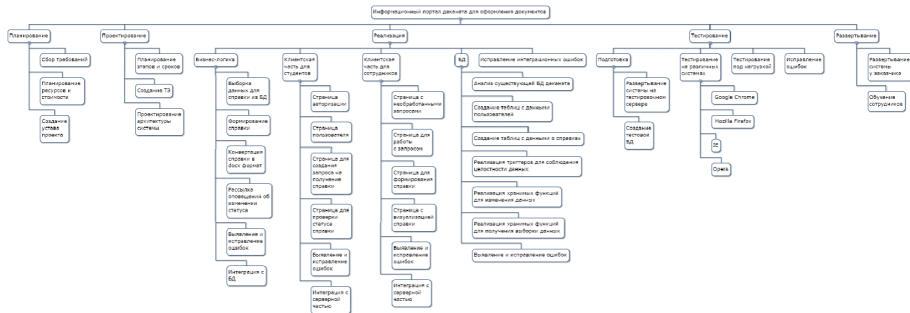 Информационный портал деканата для оформления документов
Планирование
Проектирование
Реализация
Тестирование
Развертывание
Сбор требований
Планирование
ресурсов и
стоимости
Создание
устава
проекта
Планирование
этапов и сроков
Создание ТЗ
Проектирование
архитектуры
системы
Бизнес-логика
Выборка
данных для
справки из БД
Формирование
справки
Конвертация
справки в
docx формат
Рассылка
оповещения об
изменении
статуса
Выявление и
исправление
ошибок
Интеграция с
БД
Клиентская
часть для
студентов
Страница
авторизации
Страница
пользователя
Страница для
создания
запроса на
получение
справки
Страница для
проверки
статуса
справки
Выявление и
исправление
ошибок
Интеграция с
серверной
частью
Клиентская
часть для
сотрудников
Страница с
необработанными
запросами
Страница для
работы
с запросом
Страница для
формирования
справки
Страница с
визуализацией
справки
Выявление и
исправление
ошибок
Интеграция с
серверной
частью
БД
Анализ существующей БД деканата
Создание таблиц с данными
пользователей
Создание таблиц с данными о справках
Реализация триггеров для соблюдения
целостности данных
Реализация хранимых функций
для изменения данных
Реализация хранимых функций
для получения выборки данных
Выявление и исправление ошибок
Исправление интеграционных ошибок
Подготовка
Развертывание
системы на
тестированном
сервере
Создание
тестовое
БД
Тестирование
на различных
системах
Google Chrome
Mozilla Firefox
IE
Opera
Тестирование
под нагрузкой
Исправление
ошибок
Развертывание
системы
у заказчика
Обучение
сотрудников